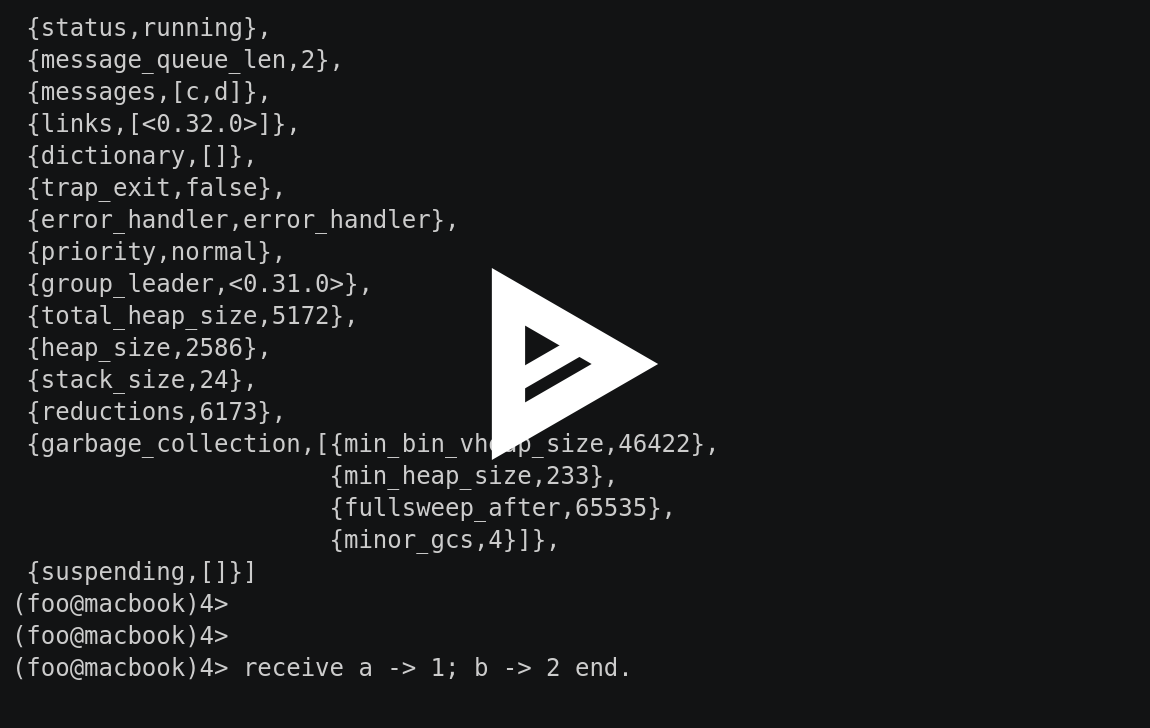 {status,running},
{message_queue_len,2},
{messages,[c,d]},
{links,[<0.32.0>]},
{dictionary,[]},
{trap_exit,false},
{error_handler,error_handler},
{priority,normal},
{group_leader,<0.31.0>},
{total_heap_size,5172},
{heap_size,2586},
{stack_size,24},
{reductions,6173},
{garbage_collection,[{min_bin_vheap_size,46422},
{min_heap_size,233},
{fullsweep_after,65535},
{minor_gcs,4}]},
{suspending,[]}]
(foo@macbook)4>
(foo@macbook)4>
(foo@macbook)4> receive a -> 1; b -> 2 end.